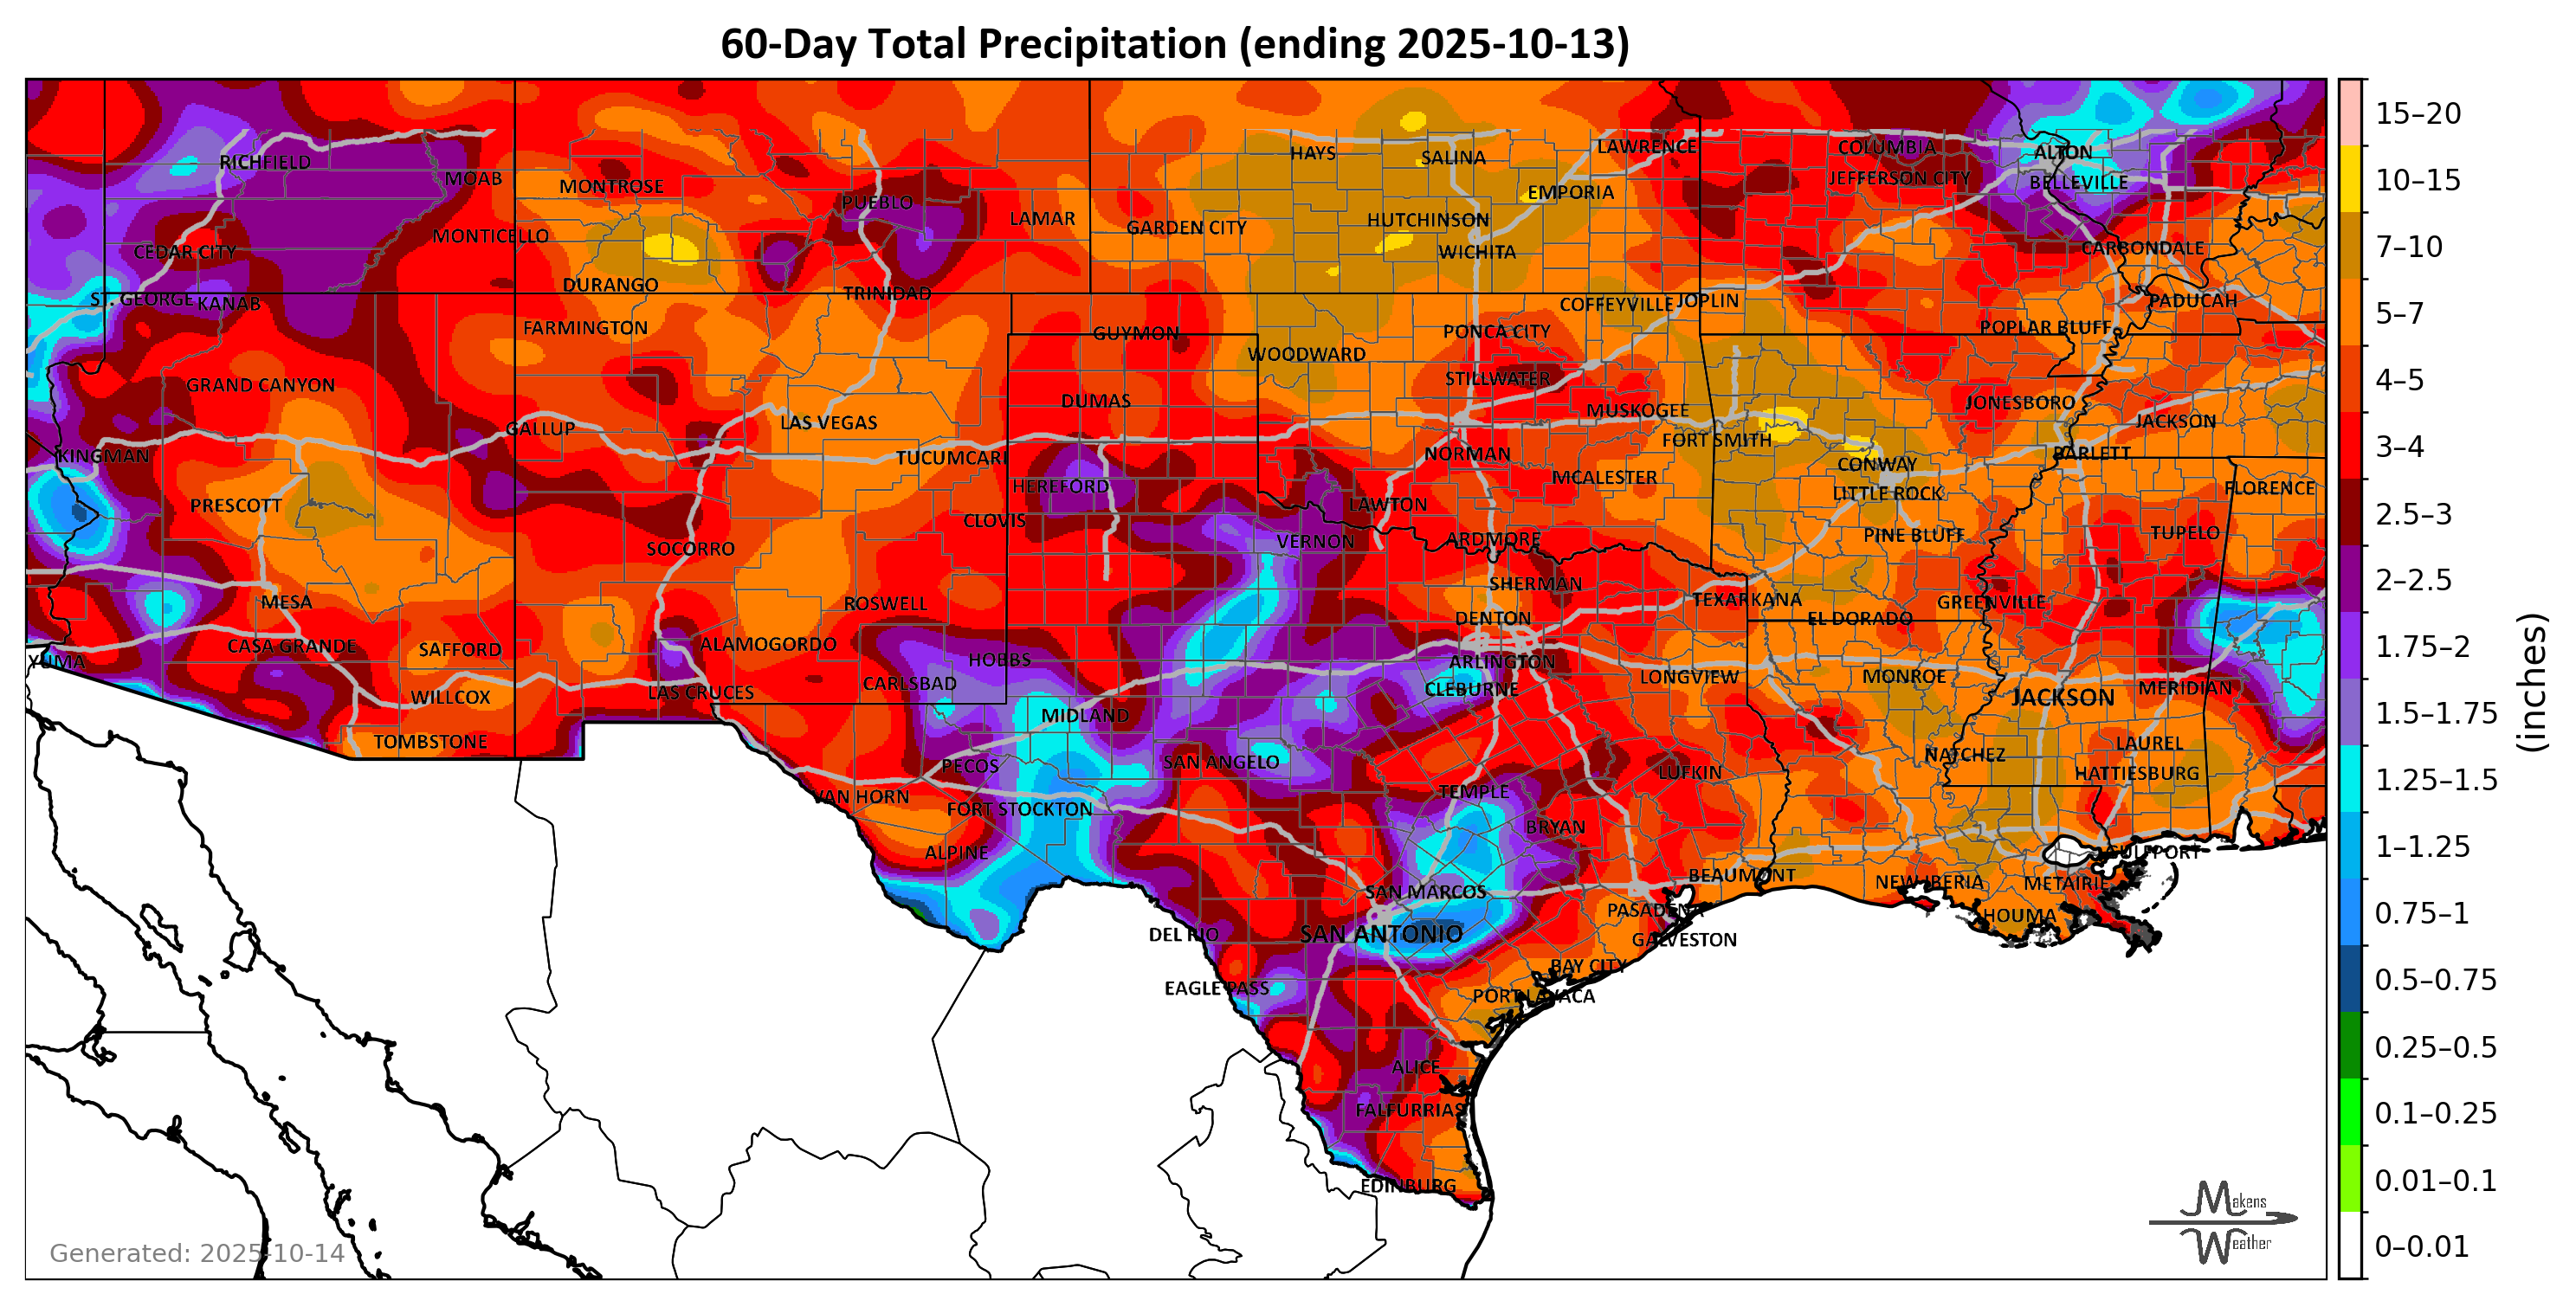 60-Day Total Precipitation (ending 2025-10-13)
RICHFIELD
MOAB
MONTROSE
PUEBLO
LAMAR
GARDEN CITY
HAYS
SALINA
LAWRENCE
EMPORIA
HUTCHINSON
WICHITA
COLUMBIA
JEFFERSON CITY
ALTON
BELLEVILLE
CARBONDALE
CEDAR CITY
MONTICELLO
DURANGO
TRINIDAD
ST. GEORGE
KANAB
FARMINGTON
GUYMON
COFFEYVILLE
JOPLIN
PONCA CITY
PADUCAH
POPLAR BLUFF
WOODWARD
GRAND CANYON
STILLWATER
DUMAS
LAS VEGAS
MUSKOGEE
JONESBORO
JACKSON
GALLUP
FORT SMITH
KINGMAN
TUCUMCARI
NORMAN
CONWAY
BARLETT
HEREFORD
MCALESTER
LITTLE ROCK
FLORENCE
PRESCOTT
CLOVIS
LAWTON
SOCORRO
VERNON
ARDMORE
PINE BLUFF
TUPELO
MESA
ROSWELL
SHERMAN
TEXARKANA
GREENVILLE
DENTON
EL DORADO
CASA GRANDE
SAFFORD
ALAMOGORDO
HOBBS
ARLINGTON
YUMA
WILLCOX
LAS CRUCES
CARLSBAD
CLEBURNE
LONGVIEW
MONROE
JACKSON
MERIDIAN
TOMBSTONE
MIDLAND
PECOS
SAN ANGELO
LUFKIN
NATCHEZ
LAUREL
HATTIESBURG
VAN HORN
FORT STOCKTON
TEMPLE
BRYAN
ALPINE
GULFPORT
SAN MARCOS
BEAUMONT
NEW IBERIA
METAIRIE
PASADENA
HOUMA
DEL RIO
SAN ANTONIO
GALVESTON
BAY CITY
EAGLE PASS
PORT LAVACA
ALICE
FALFURRIAS
EDINBURG
15–20
10–15
7–10
5–7
4–5
3–4
2.5–3
2–2.5
1.75–2
1.5–1.75
1.25–1.5
1–1.25
0.75–1
0.5–0.75
0.25–0.5
0.1–0.25
0.01–0.1
0–0.01
(inches)
Generated: 2025-10-14
Makens
Weather